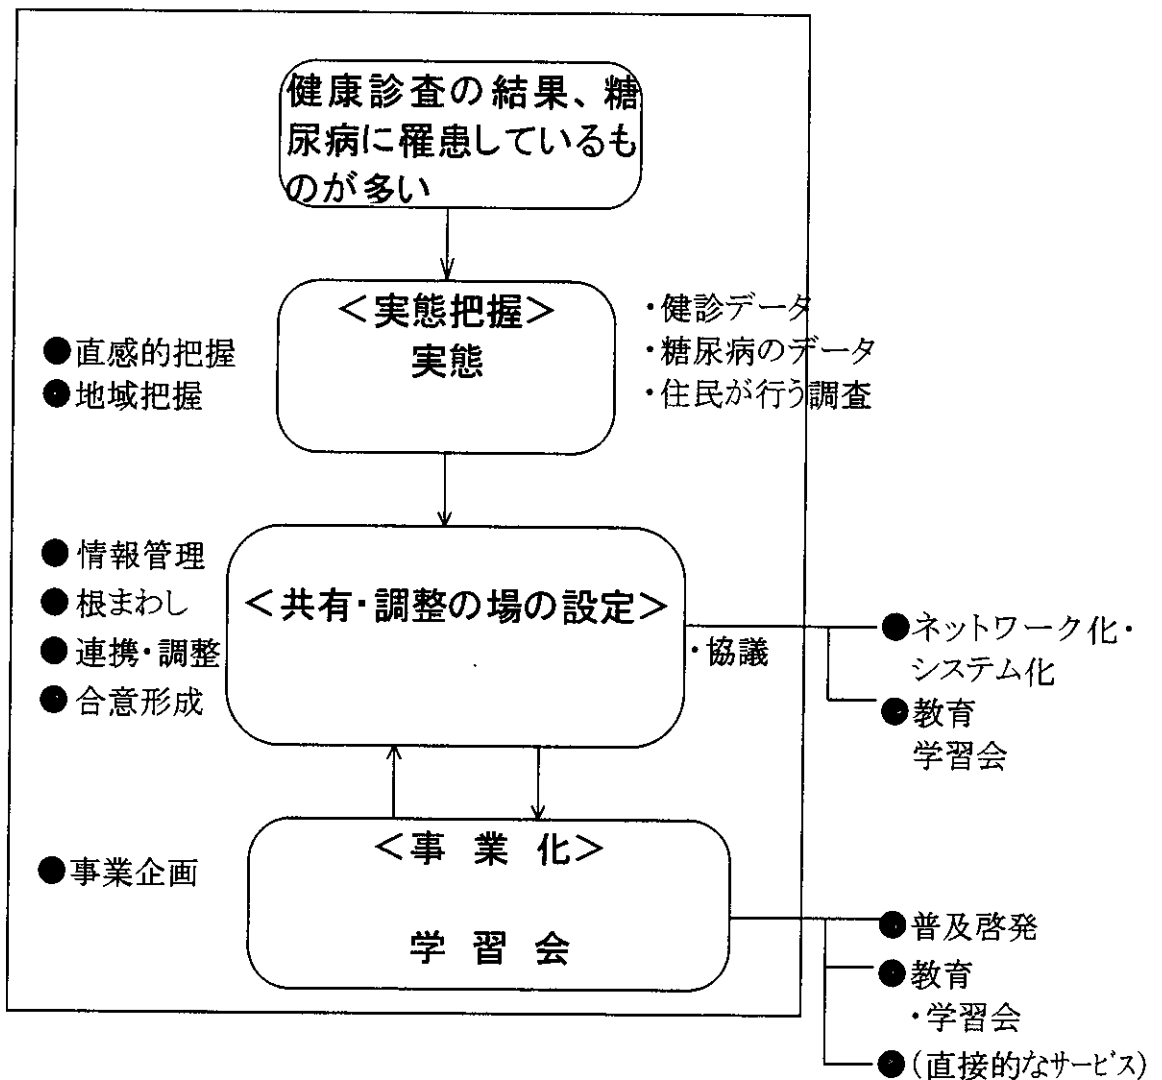 健康診査の結果、糖
尿病に罹患しているも
のが多い
＜実態把握＞
実態
●直感的把握
●地域把握
・健診データ
・糖尿病のデータ
・住民が行う調査
●情報管理
●根まわし
●連携・調整
●合意形成
＜共有・調整の場の設定＞
・協議
●ネットワーク化・
システム化
●教育
学習会
●事業企画
＜事 業 化＞
学 習 会
●普及啓発
●教育
・学習会
●(直接的なサービス)